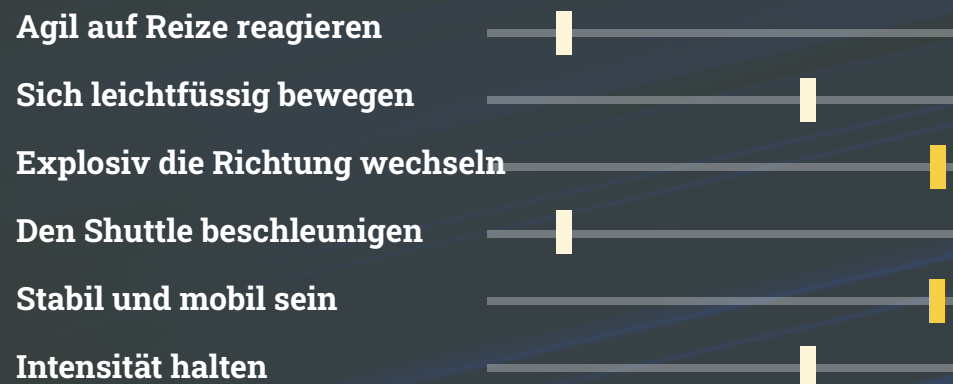 Agil auf Reize reagieren
Sich leichtfüssig bewegen
Explosiv die Richtung wechseln
Den Shuttle beschleunigen
Stabil und mobil sein
Intensität halten